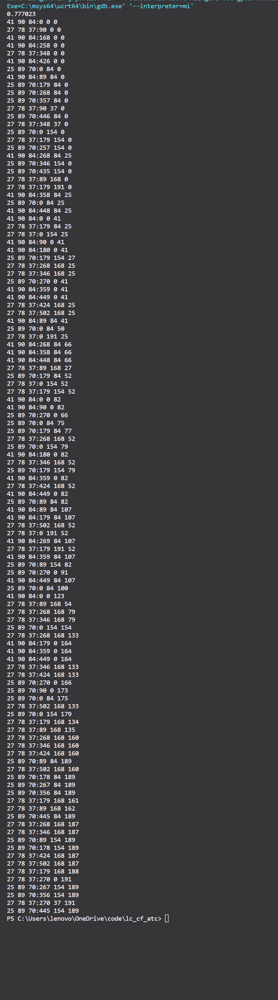 Exe=C:\msys64\ucrt64\bin\gdb.exe' '--interpreter=mi'
0.777023
41 90 84:0 0 0
27 78 37:90 0 0
41 90 84:168 0 0
41 90 84:258 0 0
27 78 37:348 0 0
41 90 84:426 0 0
25 89 70:0 84 0
41 90 84:89 84 0
25 89 70:179 84 0
25 89 70:268 84 0
25 89 70:357 84 0
27 78 37:90 37 0
25 89 70:446 84 0
27 78 37:348 37 0
25 89 70:0 154 0
27 78 37:179 154 0
25 89 70:257 154 0
41 90 84:268 84 25
25 89 70:346 154 0
25 89 70:435 154 0
27 78 37:89 168 0
27 78 37:179 191 0
41 90 84:358 84 25
25 89 70:0 84 25
41 90 84:448 84 25
41 90 84:0 0 41
27 78 37:179 84 25
27 78 37:0 154 25
41 90 84:90 0 41
41 90 84:180 0 41
25 89 70:179 154 27
27 78 37:268 168 25
27 78 37:346 168 25
25 89 70:270 0 41
41 90 84:359 0 41
41 90 84:449 0 41
27 78 37:424 168 25
27 78 37:502 168 25
41 90 84:89 84 41
25 89 70:0 84 50
27 78 37:0 191 25
41 90 84:268 84 66
41 90 84:358 84 66
41 90 84:448 84 66
27 78 37:89 168 27
25 89 70:179 84 52
27 78 37:0 154 52
27 78 37:179 154 52
41 90 84:0 0 82
41 90 84:90 0 82
25 89 70:270 0 66
25 89 70:0 84 75
25 89 70:179 84 77
27 78 37:268 168 52
25 89 70:0 154 79
41 90 84:180 0 82
27 78 37:346 168 52
25 89 70:179 154 79
41 90 84:359 0 82
27 78 37:424 168 52
41 90 84:449 0 82
25 89 70:89 84 82
41 90 84:89 84 107
41 90 84:179 84 107
27 78 37:502 168 52
27 78 37:0 191 52
41 90 84:269 84 107
27 78 37:179 191 52
41 90 84:359 84 107
25 89 70:89 154 82
25 89 70:270 0 91
41 90 84:449 84 107
25 89 70:0 84 100
41 90 84:0 0 123
27 78 37:89 168 54
27 78 37:268 168 79
27 78 37:346 168 79
25 89 70:0 154 154
27 78 37:268 168 133
41 90 84:179 0 164
41 90 84:359 0 164
41 90 84:449 0 164
27 78 37:346 168 133
27 78 37:424 168 133
25 89 70:270 0 166
25 89 70:90 0 173
25 89 70:0 84 175
27 78 37:502 168 133
25 89 70:0 154 179
27 78 37:179 168 134
27 78 37:89 168 135
27 78 37:268 168 160
27 78 37:346 168 160
27 78 37:424 168 160
25 89 70:89 84 189
27 78 37:502 168 160
25 89 70:178 84 189
25 89 70:267 84 189
25 89 70:356 84 189
27 78 37:179 168 161
27 78 37:89 168 162
25 89 70:445 84 189
27 78 37:268 168 187
27 78 37:346 168 187
25 89 70:89 154 189
25 89 70:178 154 189
27 78 37:424 168 187
27 78 37:502 168 187
27 78 37:179 168 188
27 78 37:270 0 191
25 89 70:267 154 189
25 89 70:356 154 189
27 78 37:270 37 191
25 89 70:445 154 189
PS C:\Users\lenovo\OneDrive\code\lc_cf_atc>